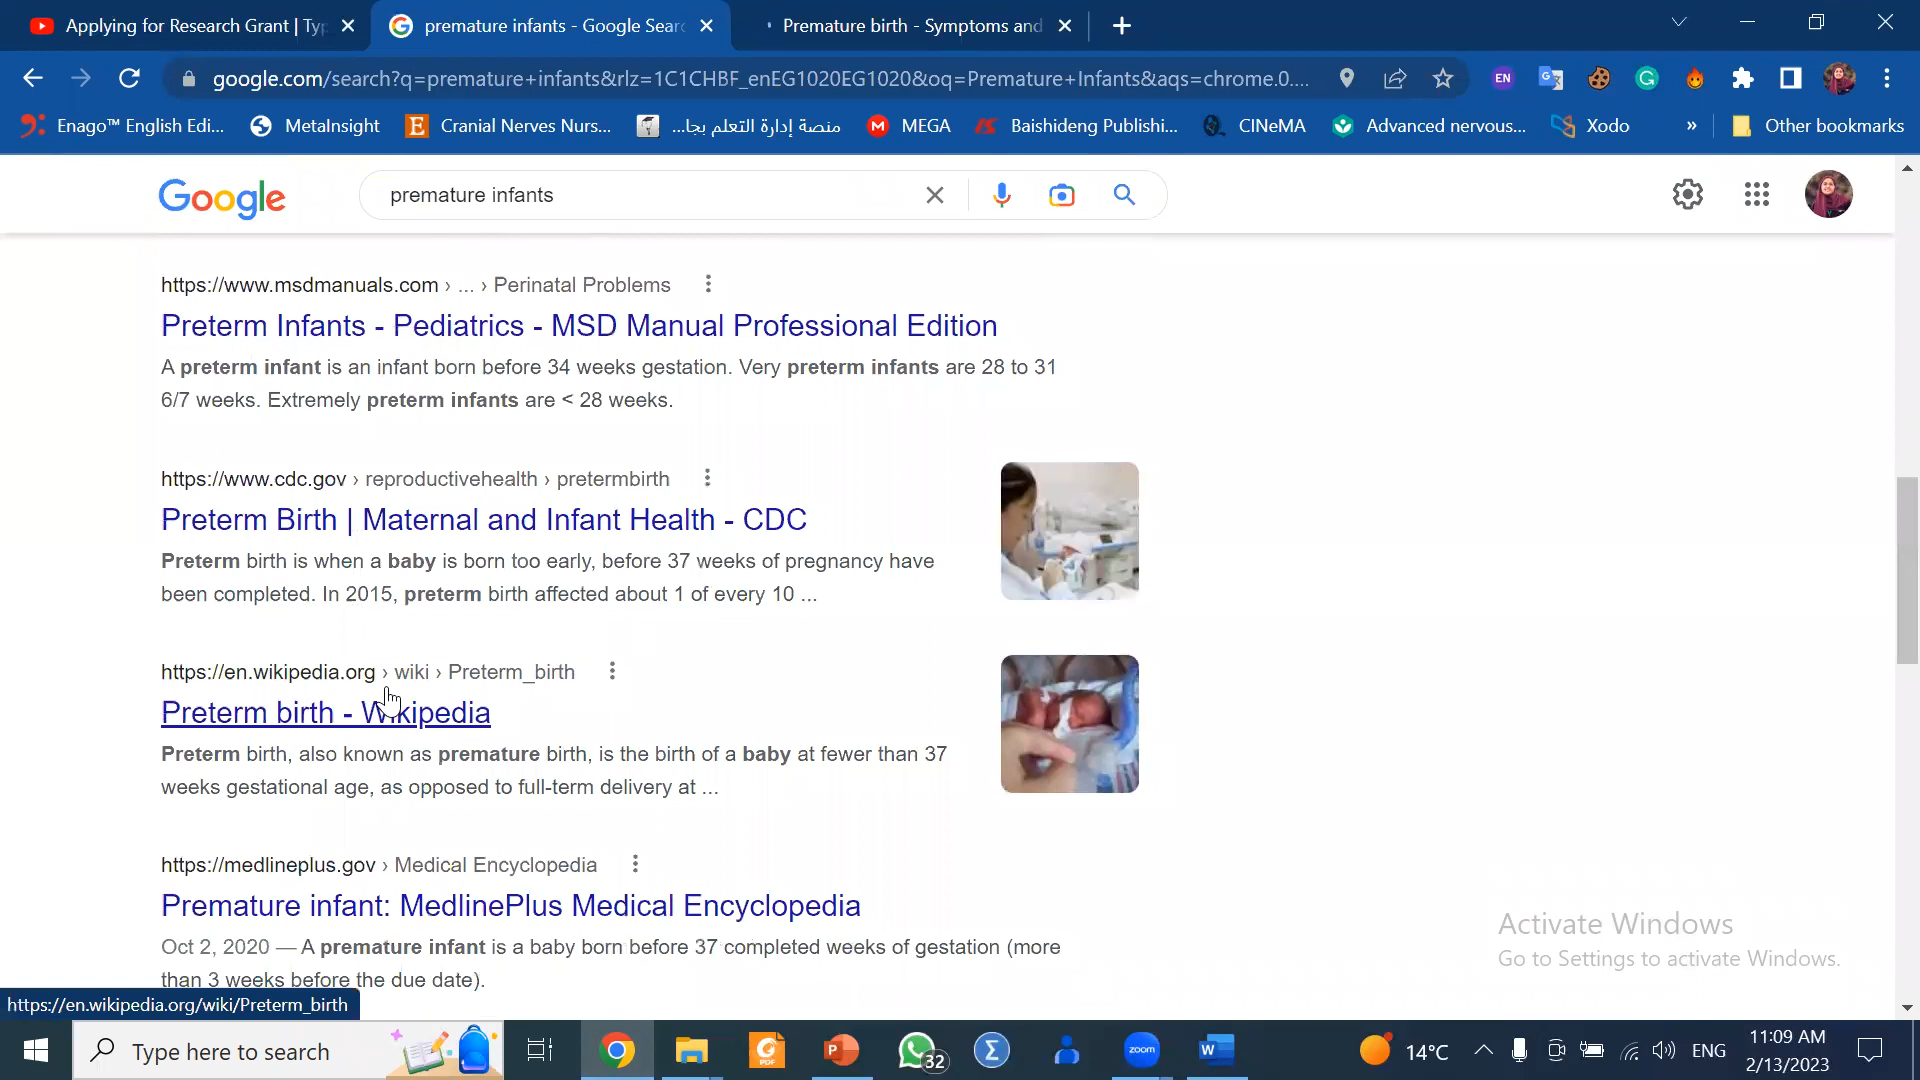 Applying for Research Grant | Typ
premature infants - Google Sear
Premature birth - Symptoms and
google.com/search?q=premature+infants&rlz=1C1CHBF_enEG1020EG1020&oq=Premature+Infants&aqs=chrome.0....
EN
Enago™ English Edi...
MetaInsight
Cranial Nerves Nurs...
منصة إدارة التعلم بجا...
MEGA
Baishideng Publishi...
CINeMA
Advanced nervous...
Xodo
»
Other bookmarks
Google
premature infants
https://www.msdmanuals.com › ... › Perinatal Problems
Preterm Infants - Pediatrics - MSD Manual Professional Edition
A preterm infant is an infant born before 34 weeks gestation. Very preterm infants are 28 to 31
6/7 weeks. Extremely preterm infants are < 28 weeks.
https://www.cdc.gov › reproductivehealth › pretermbirth
Preterm Birth | Maternal and Infant Health - CDC
Preterm birth is when a baby is born too early, before 37 weeks of pregnancy have
been completed. In 2015, preterm birth affected about 1 of every 10 ...
https://en.wikipedia.org › wiki › Preterm_birth
Preterm birth - Wikipedia
Preterm birth, also known as premature birth, is the birth of a baby at fewer than 37
weeks gestational age, as opposed to full-term delivery at ...
https://medlineplus.gov › Medical Encyclopedia
Premature infant: MedlinePlus Medical Encyclopedia
Oct 2, 2020 — A premature infant is a baby born before 37 completed weeks of gestation (more
than 3 weeks before the due date).
Activate Windows
Go to Settings to activate Windows.
https://en.wikipedia.org/wiki/Preterm_birth
Type here to search
PDF
P
32
Σ
zoom
W
14°C
ENG
11:09 AM
2/13/2023